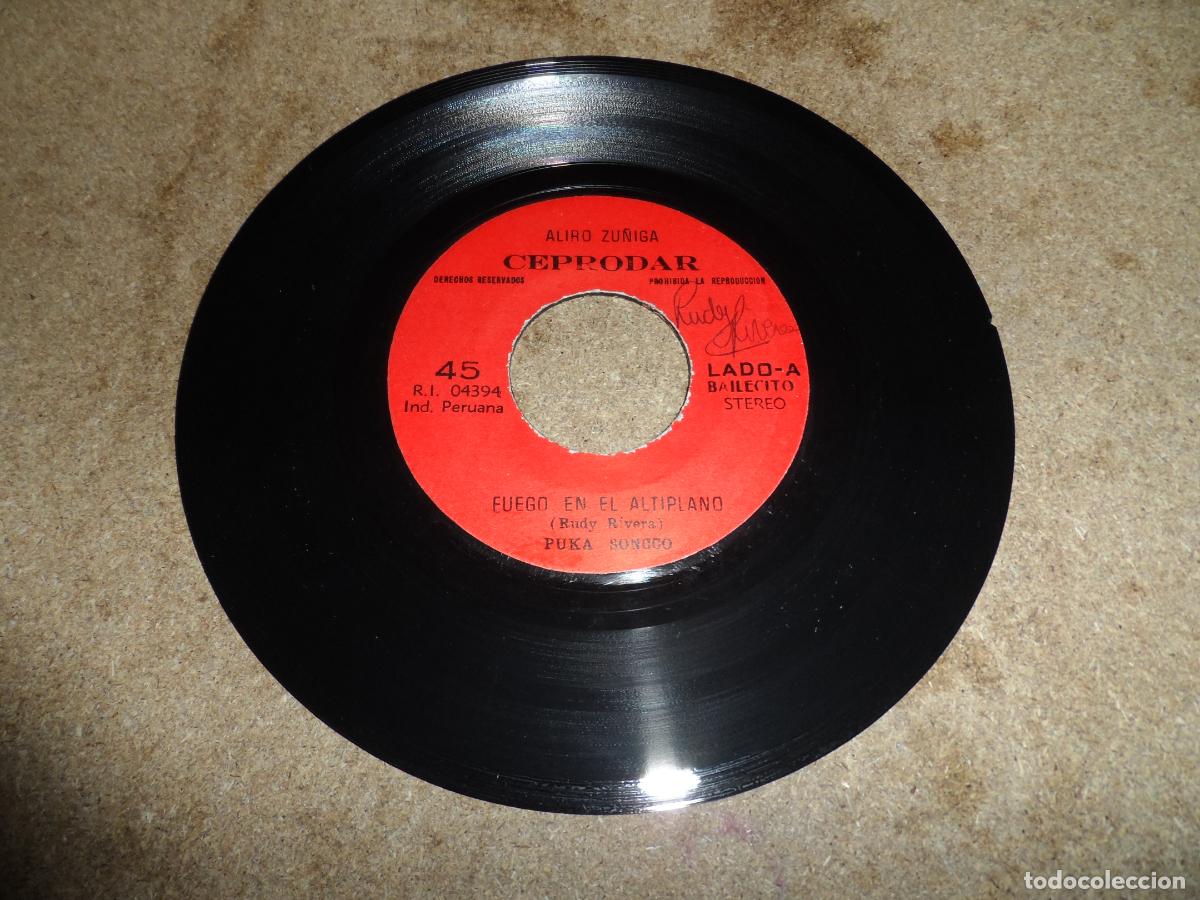 ALIRO ZUÑIGA
CEPRODAR
DERECHOS RESERVADOS PROHIBIDA LA REPRODUCCION
Rudy Rivera
45 LADO-A
R.I. 04394 BAILECITO
Ind. Peruana STEREO
FUEGO EN EL ALTIPLANO
(Rudy Rivera)
PUKA SONCCO
todocoleccion